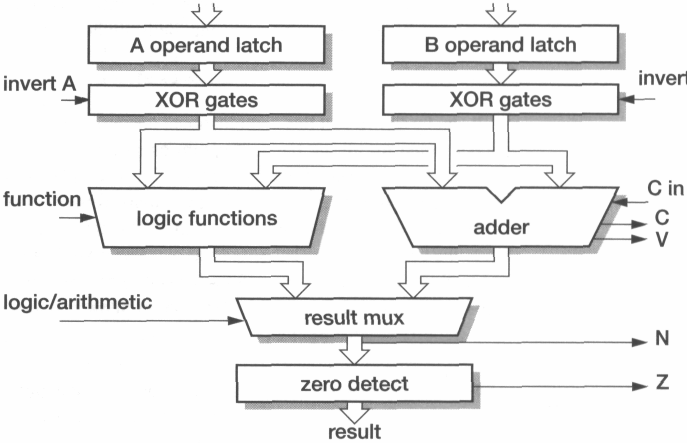 A operand latch
B operand latch
invert A
XOR gates
XOR gates
invert
function
logic functions
adder
C in
C
V
logic/arithmetic
result mux
N
zero detect
Z
result